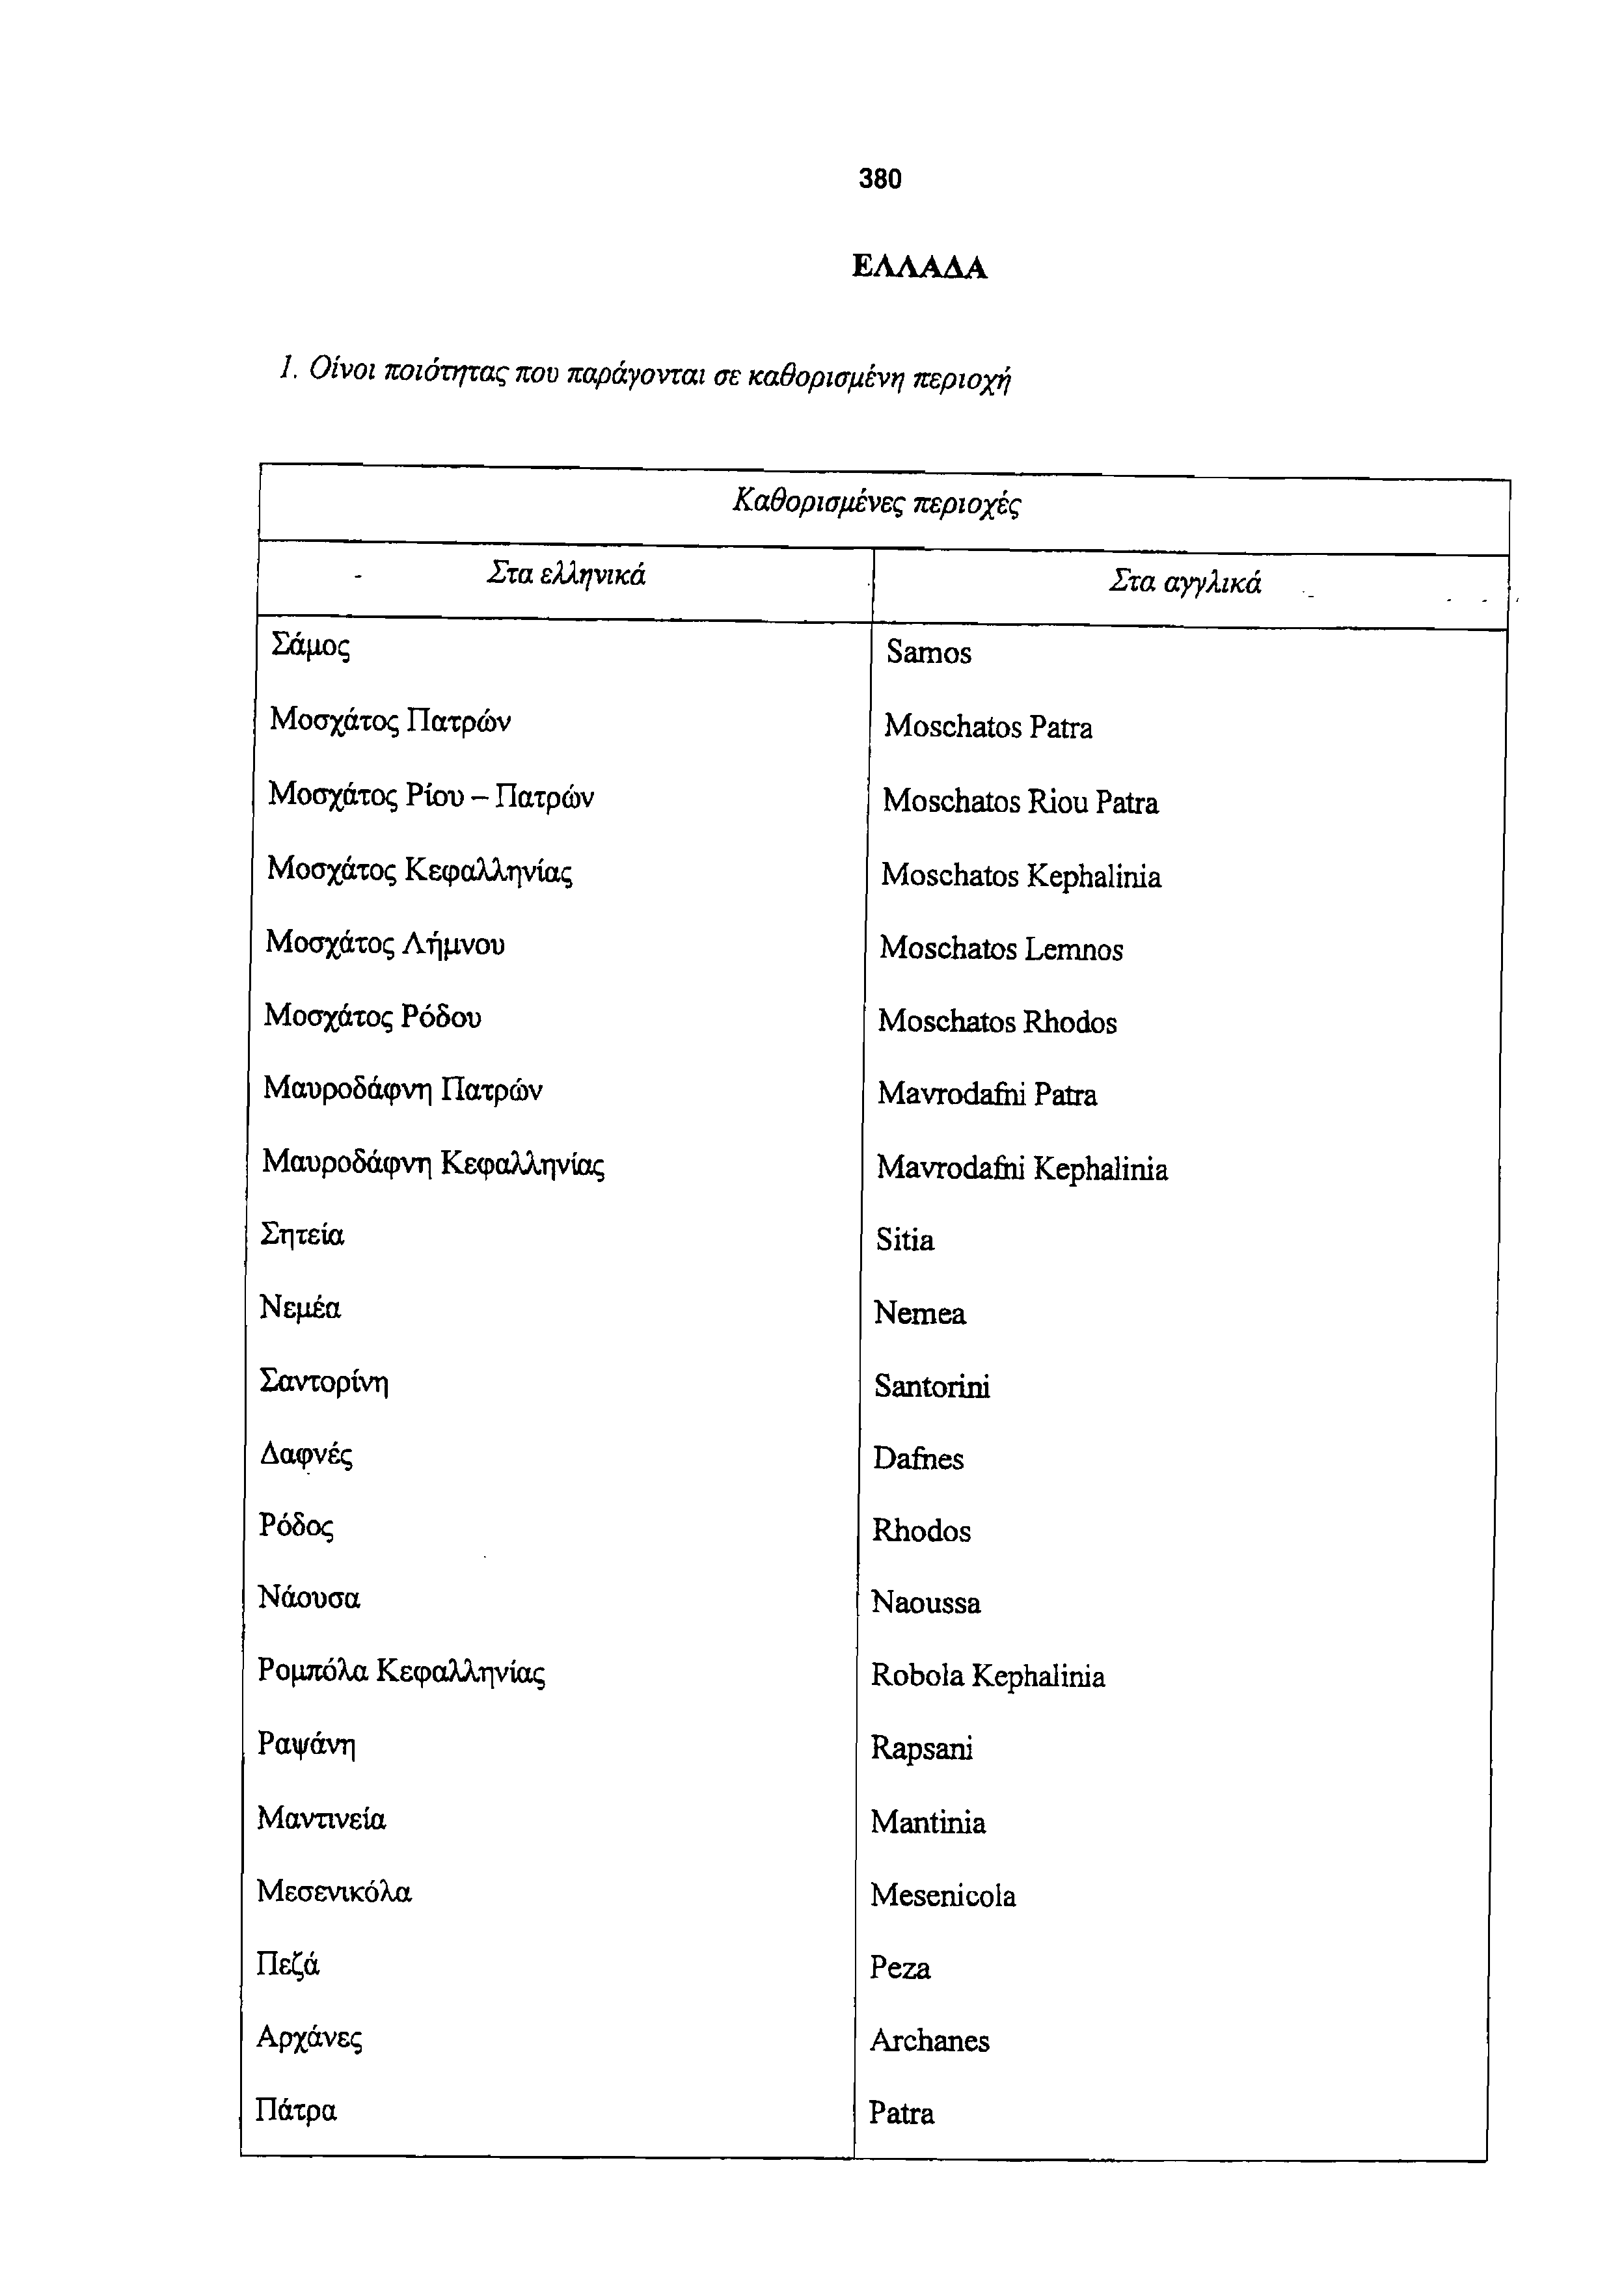 380
ΕΛΛΑΔΑ
1. Οίνοι ποιότητας που παράγονται σε καθορισμένη περιοχή
Καθορισμένες περιοχές
Στα ελληνικά Στα αγγλικά
Σάμος Samos
Μοσχάτος Πατρών Moschatos Patra
Μοσχάτος Ρίου – Πατρών Moschatos Riou Patra
Μοσχάτος Κεφαλληνίας Moschatos Kephalinia
Μοσχάτος Λήμνου Moschatos Lemnos
Μοσχάτος Ρόδου Moschatos Rhodos
Μαυροδάφνη Πατρών Mavrodafni Patra
Μαυροδάφνη Κεφαλληνίας Mavrodafni Kephalinia
Σητεία Sitia
Νεμέα Nemea
Σαντορίνη Santorini
Δαφνές Dafnes
Ρόδος Rhodos
Νάουσα Naoussa
Ρομπόλα Κεφαλληνίας Robola Kephalinia
Ραψάνη Rapsani
Μαντινεία Mantinia
Μεσενικόλα Mesenicola
Πεζά Peza
Αρχάνες Archanes
Πάτρα Patra